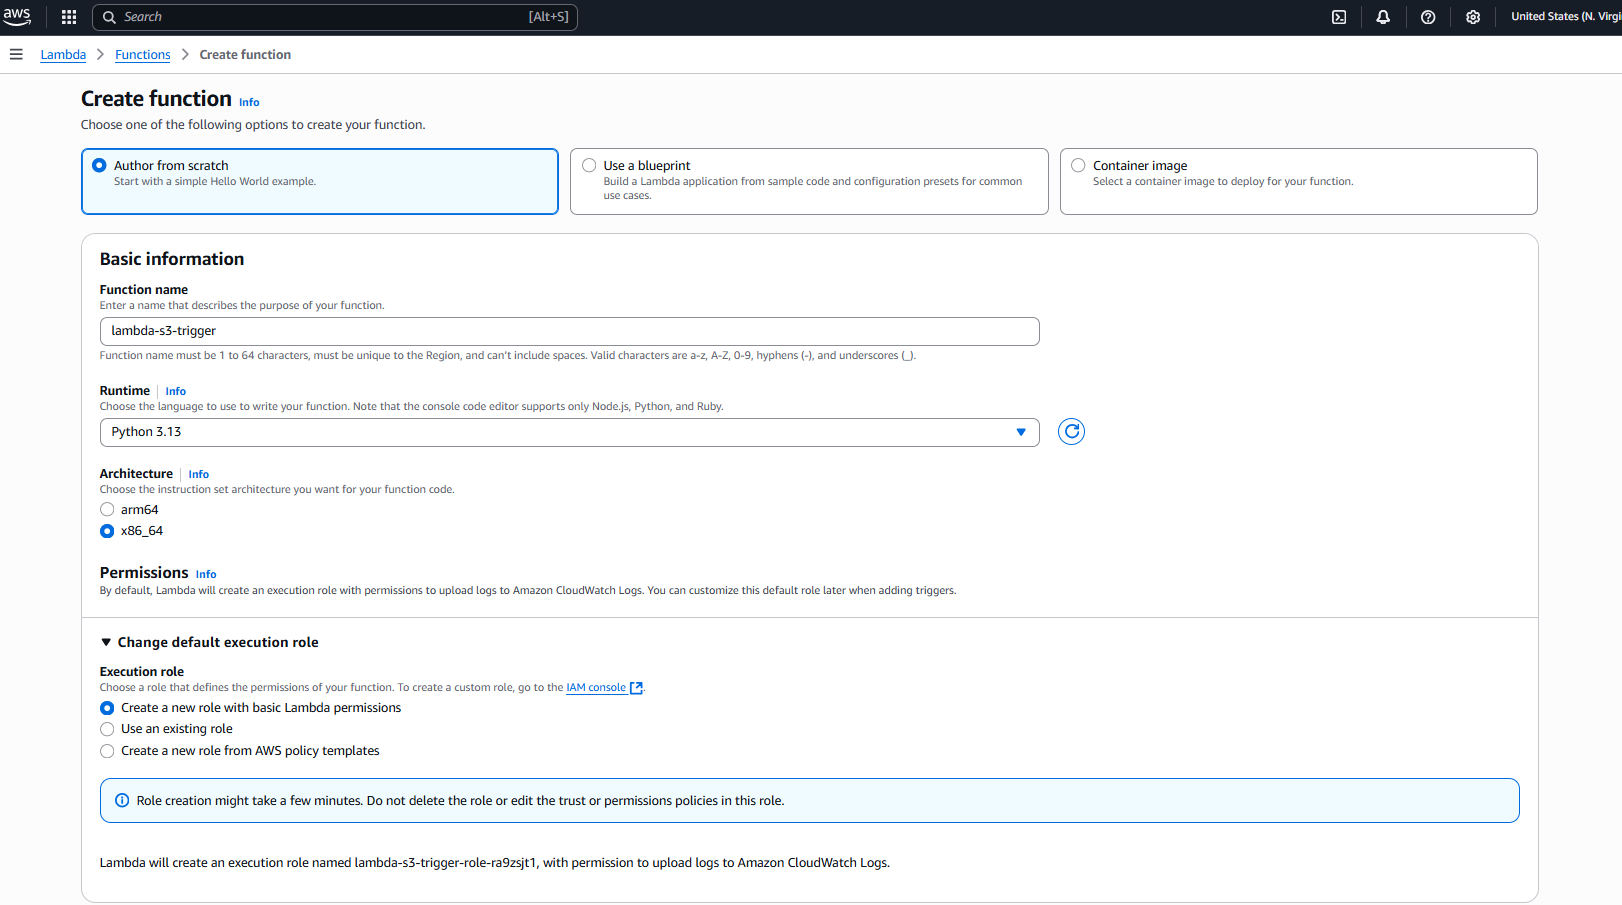 aws
Search [Alt+S]
United States (N. Virgi
Lambda > Functions > Create function
Create function Info
Choose one of the following options to create your function.
Author from scratch
Start with a simple Hello World example.
Use a blueprint
Build a Lambda application from sample code and configuration presets for common
use cases.
Container image
Select a container image to deploy for your function.
Basic information
Function name
Enter a name that describes the purpose of your function.
lambda-s3-trigger
Function name must be 1 to 64 characters, must be unique to the Region, and can't include spaces. Valid characters are a-z, A-Z, 0-9, hyphens (-), and underscores (_).
Runtime | Info
Choose the language to use to write your function. Note that the console code editor supports only Node.js, Python, and Ruby.
Python 3.13
Architecture | Info
Choose the instruction set architecture you want for your function code.
arm64
x86_64
Permissions Info
By default, Lambda will create an execution role with permissions to upload logs to Amazon CloudWatch Logs. You can customize this default role later when adding triggers.
Change default execution role
Execution role
Choose a role that defines the permissions of your function. To create a custom role, go to the IAM console.
Create a new role with basic Lambda permissions
Use an existing role
Create a new role from AWS policy templates
Role creation might take a few minutes. Do not delete the role or edit the trust or permissions policies in this role.
Lambda will create an execution role named lambda-s3-trigger-role-ra9zsjt1, with permission to upload logs to Amazon CloudWatch Logs.